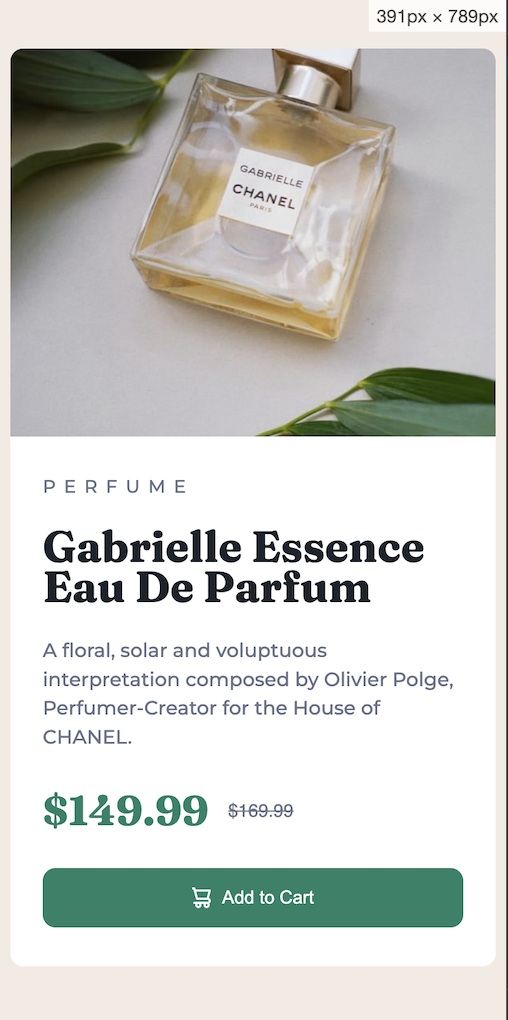 391px × 789px
GABRIELLE
CHANEL
PARIS
PERFUME
Gabrielle Essence
Eau De Parfum
A floral, solar and voluptuous
interpretation composed by Olivier Polge,
Perfumer-Creator for the House of
CHANEL.
$149.99 $169.99
Add to Cart